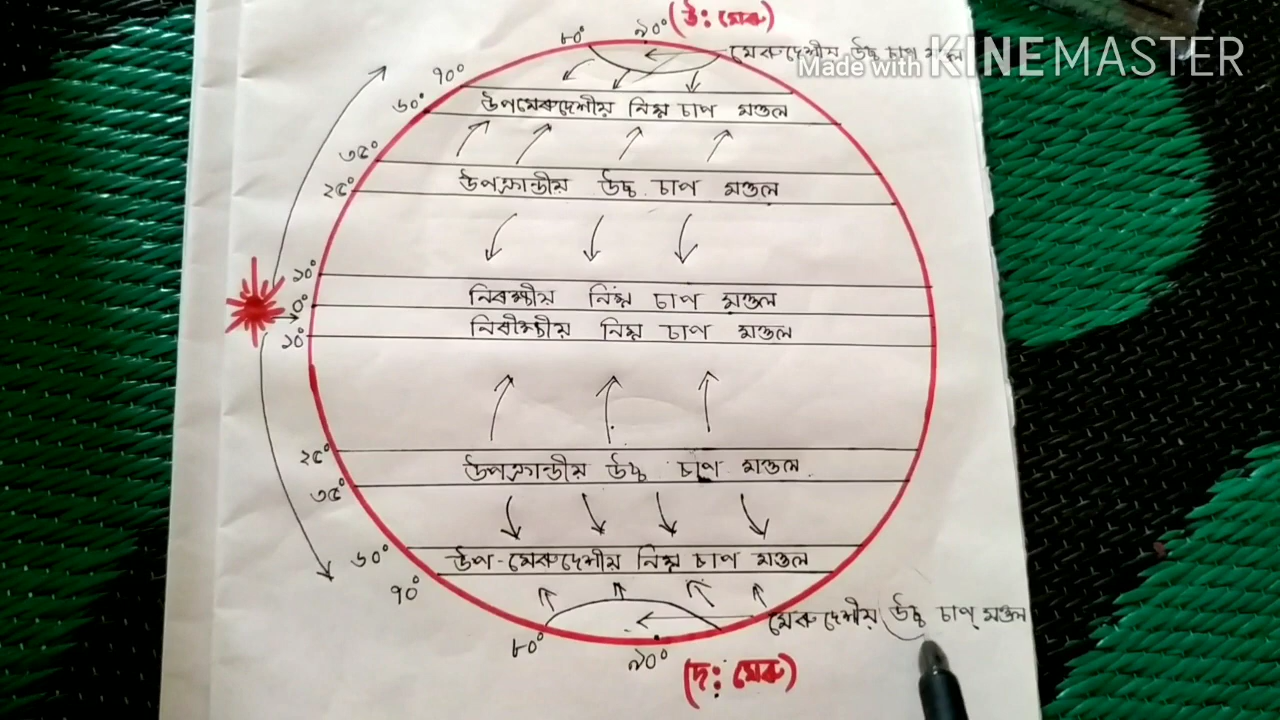 ৯০° (উ: মেৰু)
৮০° মেৰুদেশীয় উচ্চ চাপ মণ্ডল
Made with KINEMASTER
৭০°
উপমেৰুদেশীয় নিম্ন চাপ মণ্ডল
৬০°
৩৫°
উপক্ৰান্তীয় উচ্চ চাপ মণ্ডল
২৫°
১০°
নিৰক্ষীয় নিম্ন চাপ মণ্ডল
০°
নিৰীক্ষীয় নিম্ন চাপ মণ্ডল
১০°
২৫°
উপক্ৰান্তীয় উচ্চ চাপ মণ্ডল
৩৫°
৬০°
উপ-মেৰুদেশীয় নিম্ন চাপ মণ্ডল
৭০°
মেৰুদেশীয় উচ্চ চাপ মণ্ডল
৮০°
৯০° (দ: মেৰু)